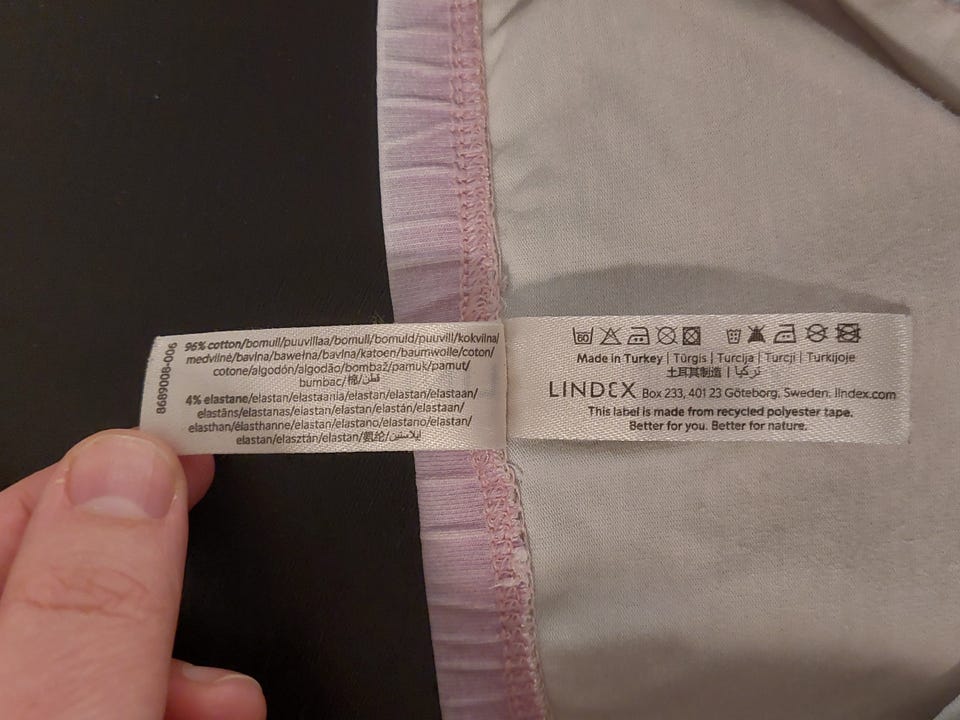 8689008-006
96% cotton/bomull/puuvillaa/bomull/bomuld/puuvill/kokvilna/
medvilnė/bavlna/bawełna/bavlna/katoen/baumwolle/coton/
cotone/algodón/algodão/bombaž/pamuk/pamut/
bumbac/棉/قطن
4% elastane/elastan/elastaania/elastan/elastan/elastaan/
elastāns/elastanas/elastan/elastan/elastán/elastaan/
elasthan/élasthanne/elastan/elastano/elastano/elastan/
elastan/elasztán/elastan/氨纶/إيلاستين
60
Made in Turkey | Türgis | Turcija | Turcji | Turkijoje
土耳其制造 | تركيا
LINDEX Box 233, 401 23 Göteborg, Sweden. lindex.com
This label is made from recycled polyester tape.
Better for you. Better for nature.